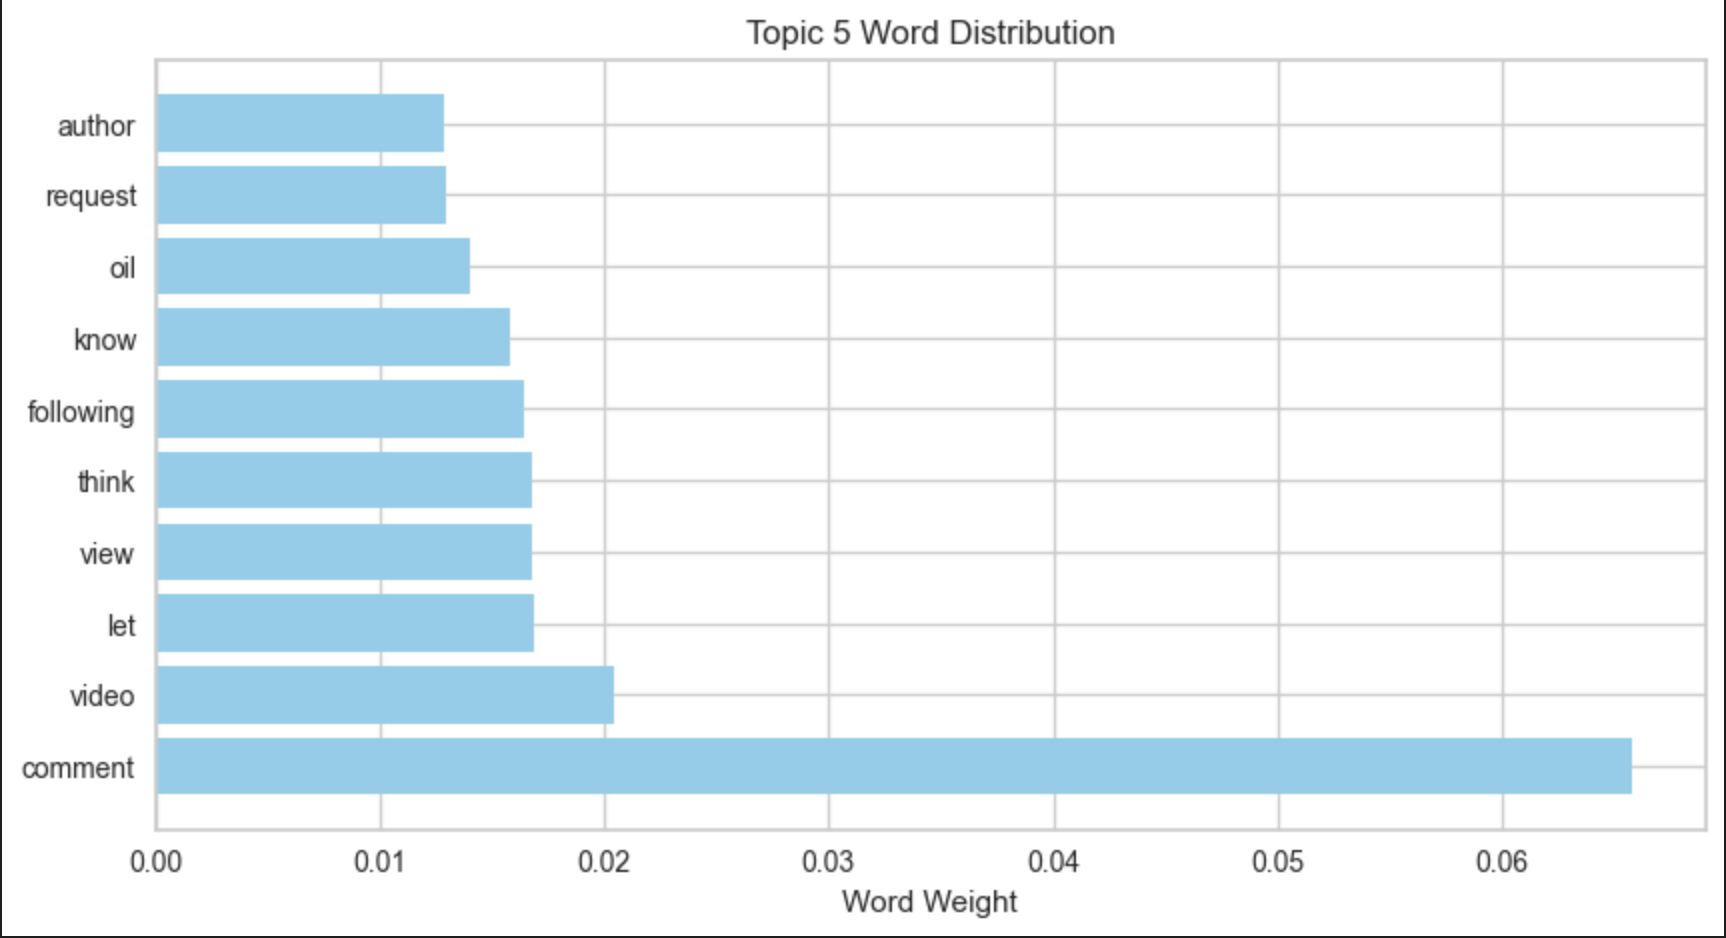 Topic 5 Word Distribution
author
request
oil
know
following
think
view
let
video
comment
0.00 0.01 0.02 0.03 0.04 0.05 0.06
Word Weight